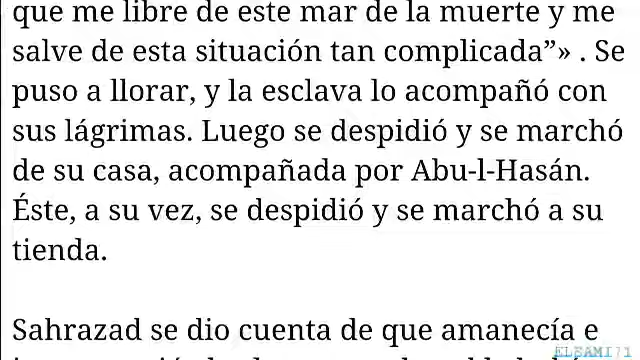 que me libre de este mar de la muerte y me
salve de esta situación tan complicada”» . Se
puso a llorar, y la esclava lo acompañó con
sus lágrimas. Luego se despidió y se marchó
de su casa, acompañada por Abu-l-Hasán.
Éste, a su vez, se despidió y se marchó a su
tienda.
Sahrazad se dio cuenta de que amanecía e